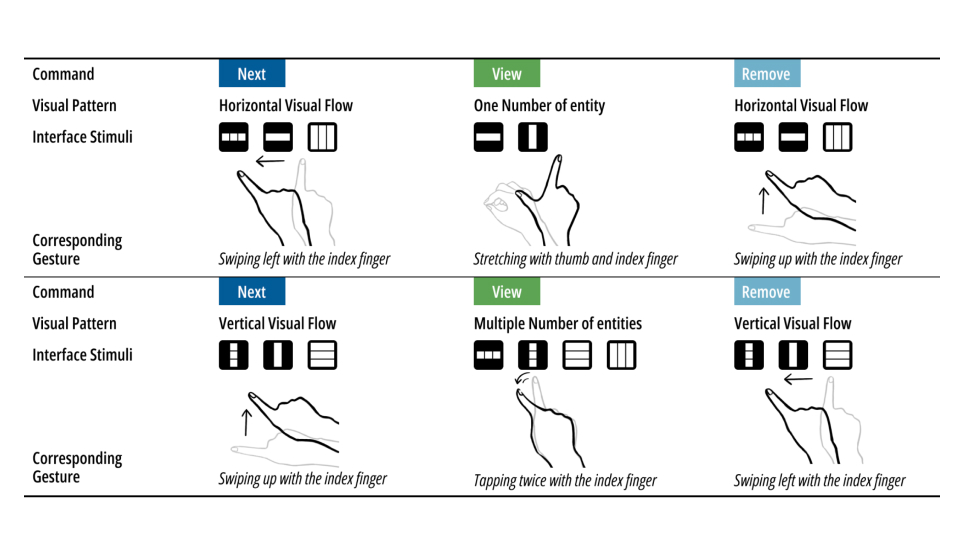 Command Next View Remove
Visual Pattern Horizontal Visual Flow One Number of entity Horizontal Visual Flow
Interface Stimuli
Corresponding
Gesture Swiping left with the index finger Stretching with thumb and index finger Swiping up with the index finger
Command Next View Remove
Visual Pattern Vertical Visual Flow Multiple Number of entities Vertical Visual Flow
Interface Stimuli
Corresponding
Gesture Swiping up with the index finger Tapping twice with the index finger Swiping left with the index finger